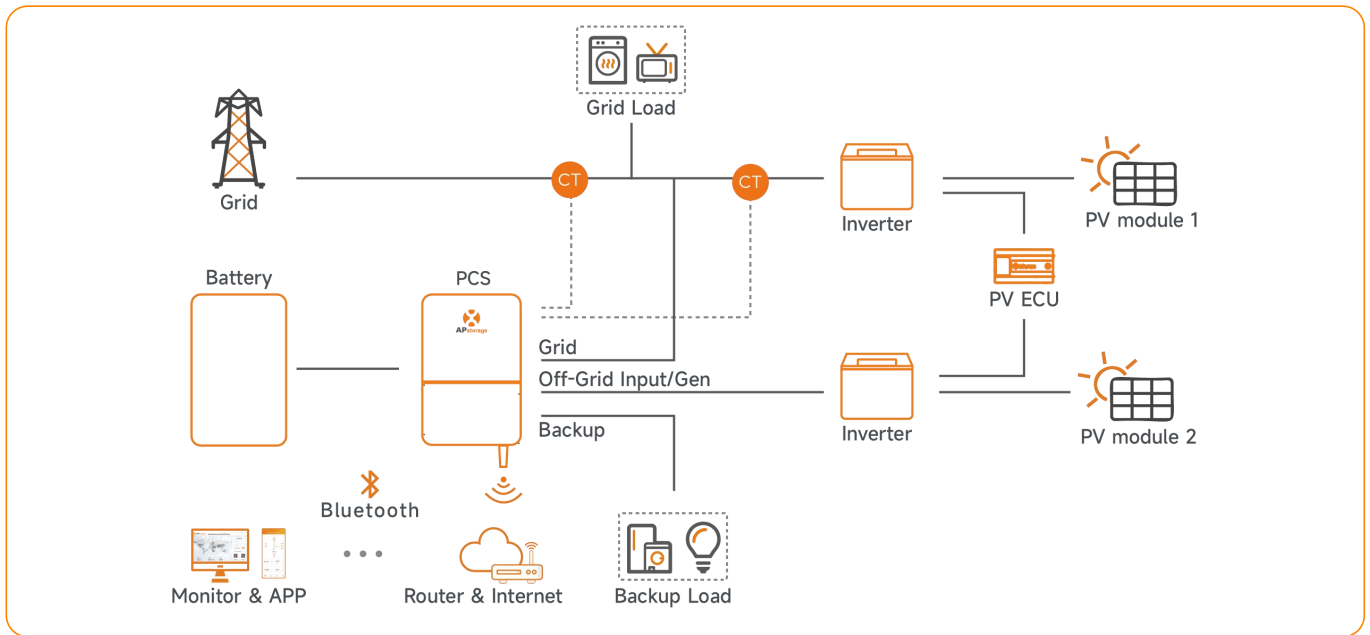 Grid Load
CT
CT
Grid
Inverter
PV module 1
Battery
PCS
PV ECU
APstorage
Grid
Off-Grid Input/Gen
Backup
Inverter
PV module 2
Bluetooth
Monitor & APP
Router & Internet
Backup Load